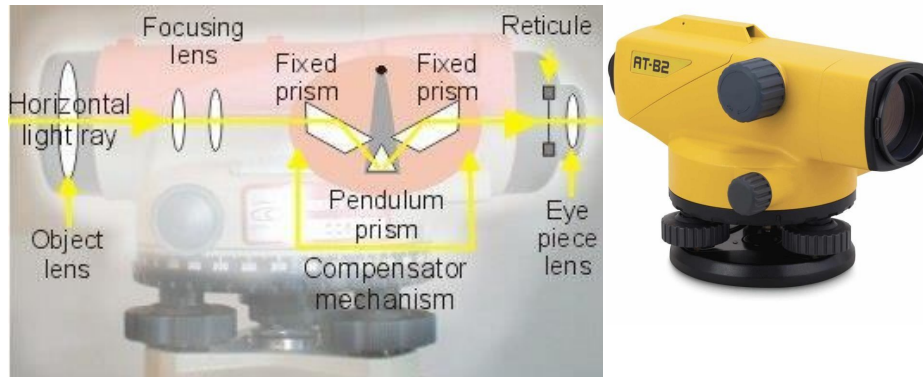 Focusing
lens
Reticule
Fixed
prism
Fixed
prism
Horizontal
light ray
Pendulum
prism
Object
lens
Compensator
mechanism
Eye
piece
lens
AT-B2